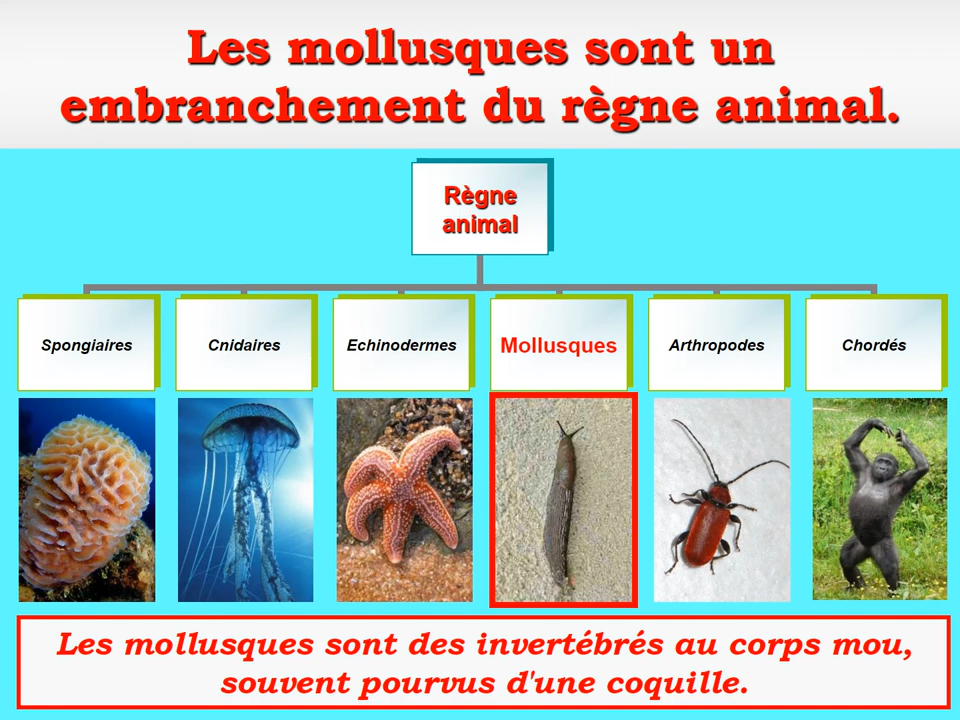 Les mollusques sont un
embranchement du règne animal.
Règne
animal
Spongiaires
Cnidaires
Echinodermes
Mollusques
Arthropodes
Chordés
Les mollusques sont des invertébrés au corps mou,
souvent pourvus d'une coquille.